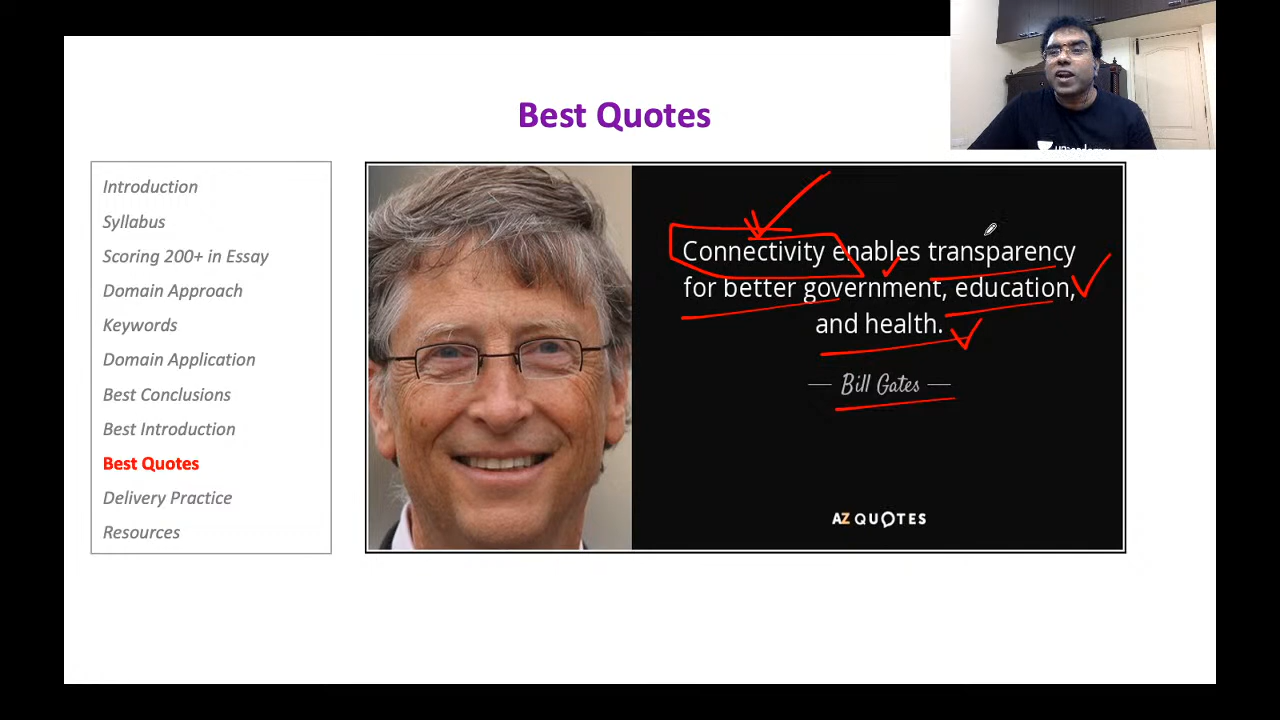 Best Quotes
Introduction
Syllabus
Scoring 200+ in Essay
Domain Approach
Keywords
Domain Application
Best Conclusions
Best Introduction
Best Quotes
Delivery Practice
Resources
Connectivity enables transparency
for better government, education,
and health.
— Bill Gates —
AZ QUOTES